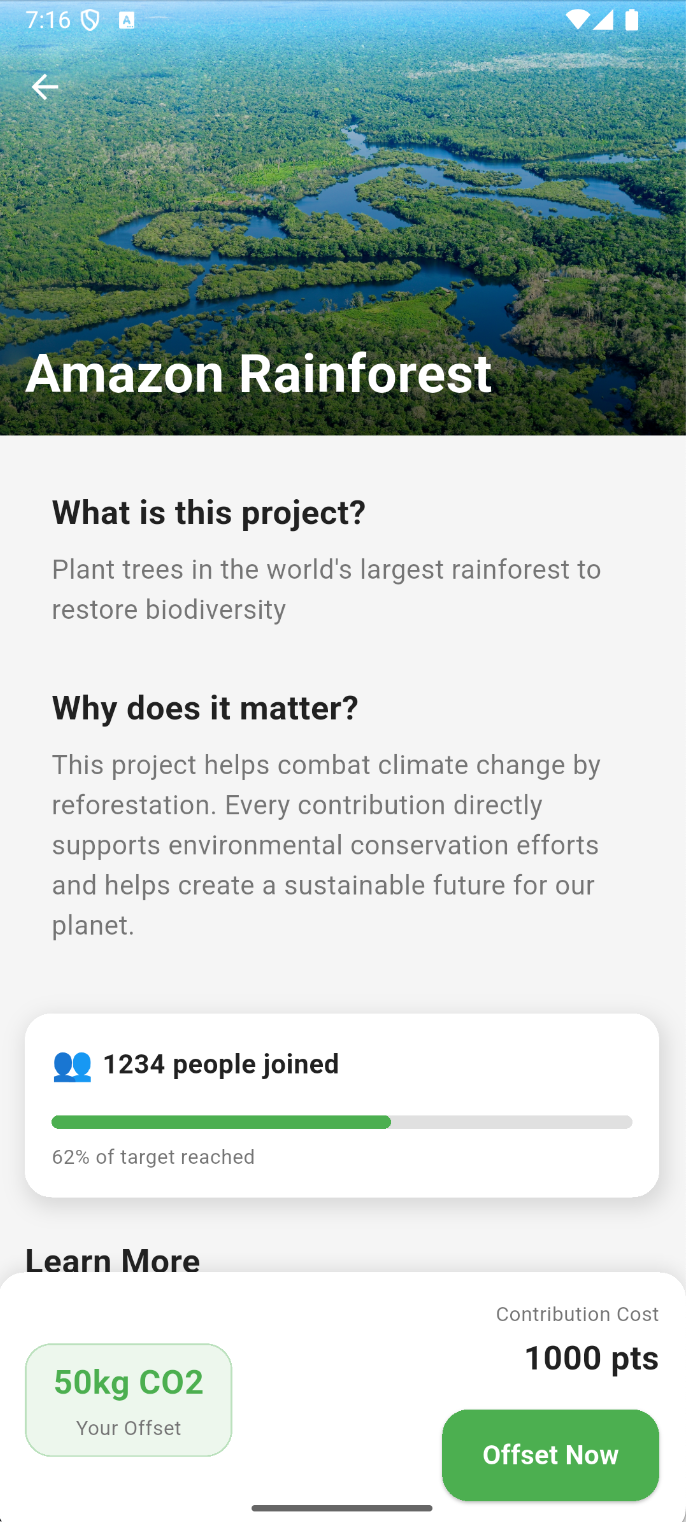 7:16
A
Amazon Rainforest
What is this project?
Plant trees in the world's largest rainforest to
restore biodiversity
Why does it matter?
This project helps combat climate change by
reforestation. Every contribution directly
supports environmental conservation efforts
and helps create a sustainable future for our
planet.
1234 people joined
62% of target reached
Learn More
Contribution Cost
1000 pts
50kg CO2
Your Offset
Offset Now